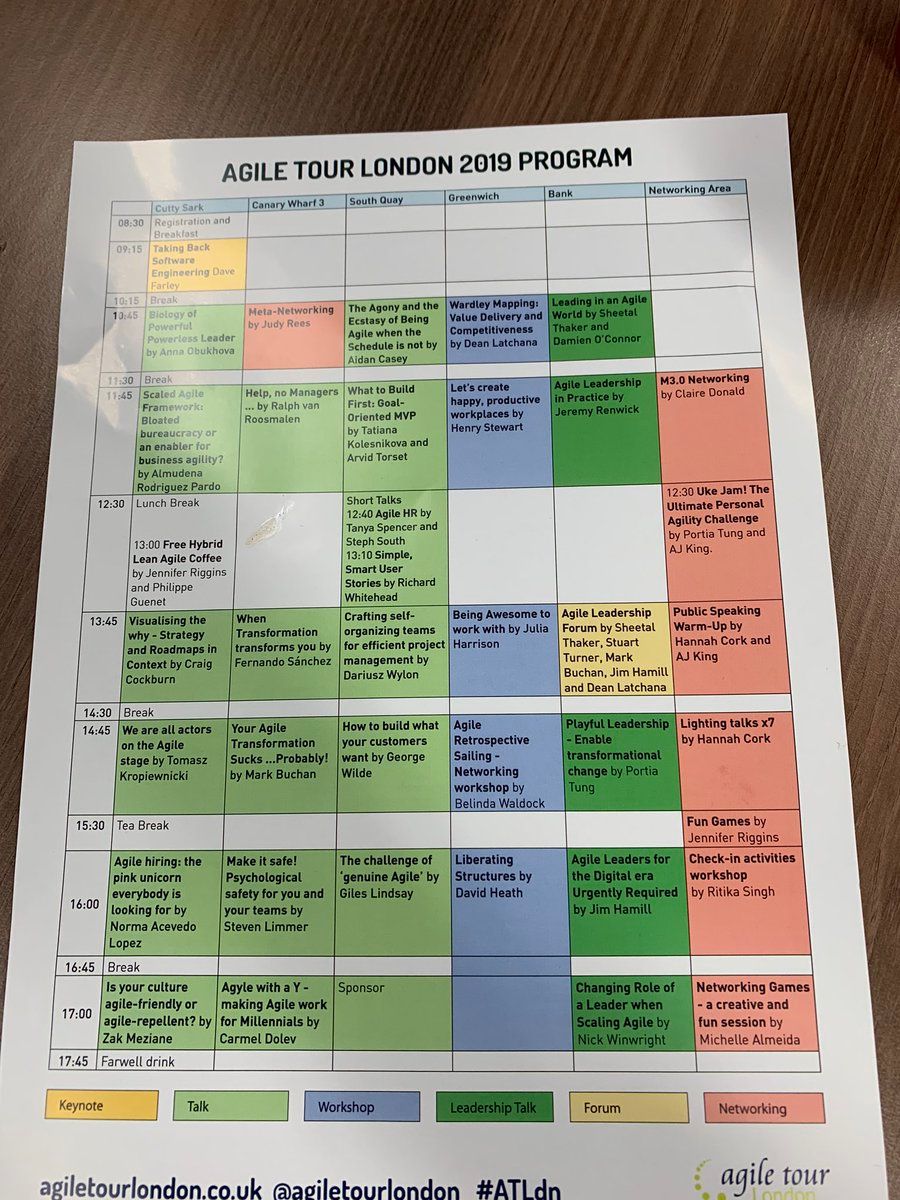 AGILE TOUR LONDON 2019 PROGRAM
Cutty Sark
Canary Wharf 3
South Quay
Greenwich
Bank
Networking Area
08:30
Registration and
Breakfast
09:15
Taking Back
Software
Engineering Dave
Farley
10:15
Break
10:45
Biology of
Powerful
Powerless Leader
by Anna Obukhova
Meta-Networking
by Judy Rees
The Agony and the
Ecstasy of Being
Agile when the
Schedule is not by
Aidan Casey
Wardley Mapping:
Value Delivery and
Competitiveness
by Dean Latchana
Leading in an Agile
World by Sheetal
Thaker and
Damien O'Connor
11:30
Break
11:45
Scaled Agile
Framework:
Bloated
bureaucracy or
an enabler for
business agility?
by Almudena
Rodriguez Pardo
Help, no Managers
... by Ralph van
Roosmalen
What to Build
First: Goal-
Oriented MVP
by Tatiana
Kolesnikova and
Arvid Torset
Let's create
happy, productive
workplaces by
Henry Stewart
Agile Leadership
in Practice by
Jeremy Renwick
M3.0 Networking
by Claire Donald
12:30
Lunch Break
13:00 Free Hybrid
Lean Agile Coffee
by Jennifer Riggins
and Philippe
Guenet
Short Talks
12:40 Agile HR by
Tanya Spencer and
Steph South
13:10 Simple,
Smart User
Stories by Richard
Whitehead
12:30 Uke Jam! The
Ultimate Personal
Agility Challenge
by Portia Tung and
AJ King.
13:45
Visualising the
why - Strategy
and Roadmaps in
Context by Craig
Cockburn
When
Transformation
transforms you by
Fernando Sánchez
Crafting self-
organizing teams
for efficient project
management by
Dariusz Wylon
Being Awesome to
work with by Julia
Harrison
Agile Leadership
Forum by Sheetal
Thaker, Stuart
Turner, Mark
Buchan, Jim Hamill
and Dean Latchana
Public Speaking
Warm-Up by
Hannah Cork and
AJ King
14:30
Break
14:45
We are all actors
on the Agile
stage by Tomasz
Kropiewnicki
Your Agile
Transformation
Sucks ...Probably!
by Mark Buchan
How to build what
your customers
want by George
Wilde
Agile
Retrospective
Sailing -
Networking
workshop by
Belinda Waldock
Playful Leadership
- Enable
transformational
change by Portia
Tung
Lighting talks x7
by Hannah Cork
15:30
Tea Break
Fun Games by
Jennifer Riggins
16:00
Agile hiring: the
pink unicorn
everybody is
looking for by
Norma Acevedo
Lopez
Make it safe!
Psychological
safety for you and
your teams by
Steven Limmer
The challenge of
'genuine Agile' by
Giles Lindsay
Liberating
Structures by
David Heath
Agile Leaders for
the Digital era
Urgently Required
by Jim Hamill
Check-in activities
workshop
by Ritika Singh
16:45
Break
17:00
Is your culture
agile-friendly or
agile-repellent? by
Zak Meziane
Agyle with a Y -
making Agile work
for Millennials by
Carmel Dolev
Sponsor
Changing Role of
a Leader when
Scaling Agile by
Nick Winwright
Networking Games
- a creative and
fun session by
Michelle Almeida
17:45
Farwell drink
Keynote
Talk
Workshop
Leadership Talk
Forum
Networking
agiletourlondon.co.uk @agiletourlondon #ATLdn
agile tour
London